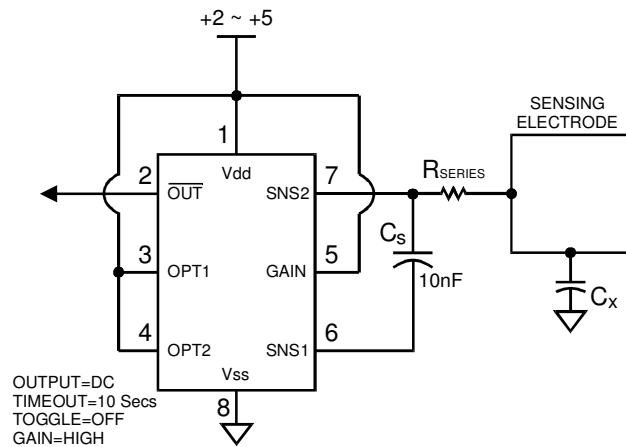 +2 ~ +5
SENSING
ELECTRODE
1
Vdd
2
OUT
7
SNS2
RSERIES
CS
10nF
3
OPT1
5
GAIN
CX
4
OPT2
6
SNS1
Vss
8
OUTPUT=DC
TIMEOUT=10 Secs
TOGGLE=OFF
GAIN=HIGH